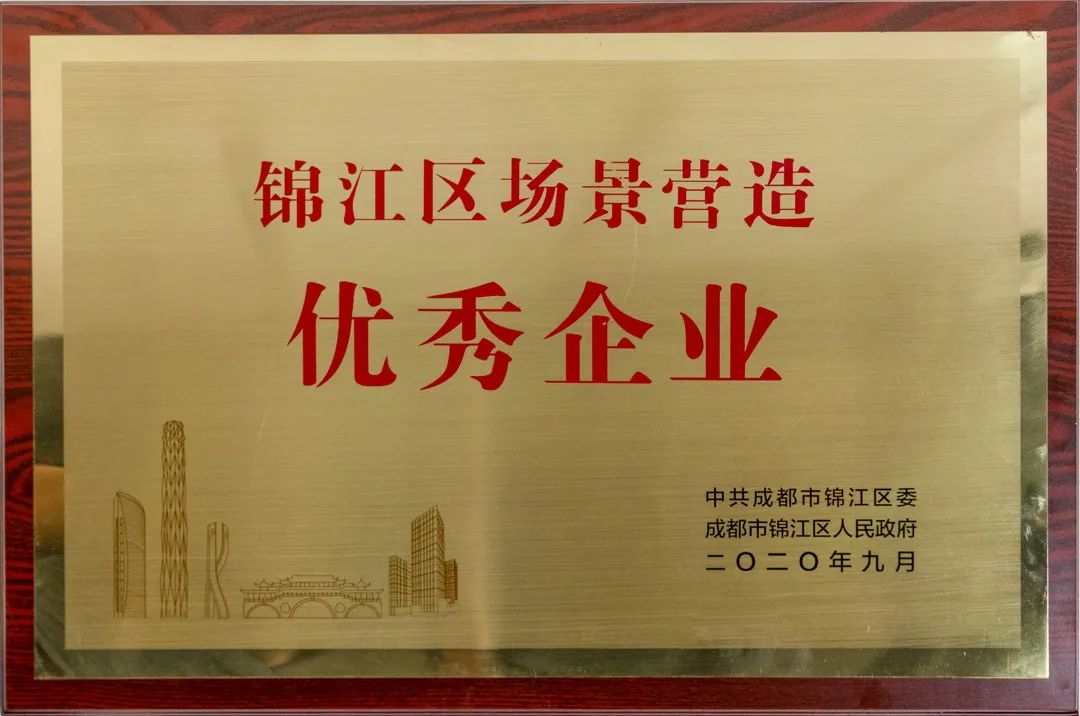 锦江区场景营造
优秀企业
中共成都市锦江区委
成都市锦江区人民政府
二〇二〇年九月